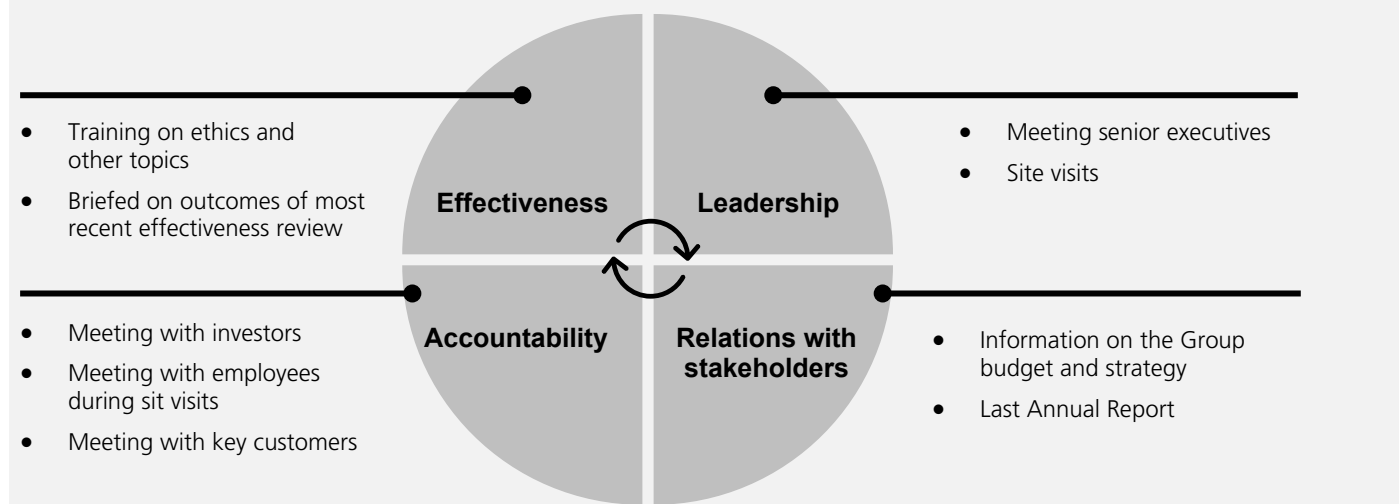 • Training on ethics and
other topics
• Briefed on outcomes of most
recent effectiveness review
Effectiveness
Leadership
• Meeting senior executives
• Site visits
• Meeting with investors
• Meeting with employees
during sit visits
• Meeting with key customers
Accountability
Relations with
stakeholders
• Information on the Group
budget and strategy
• Last Annual Report